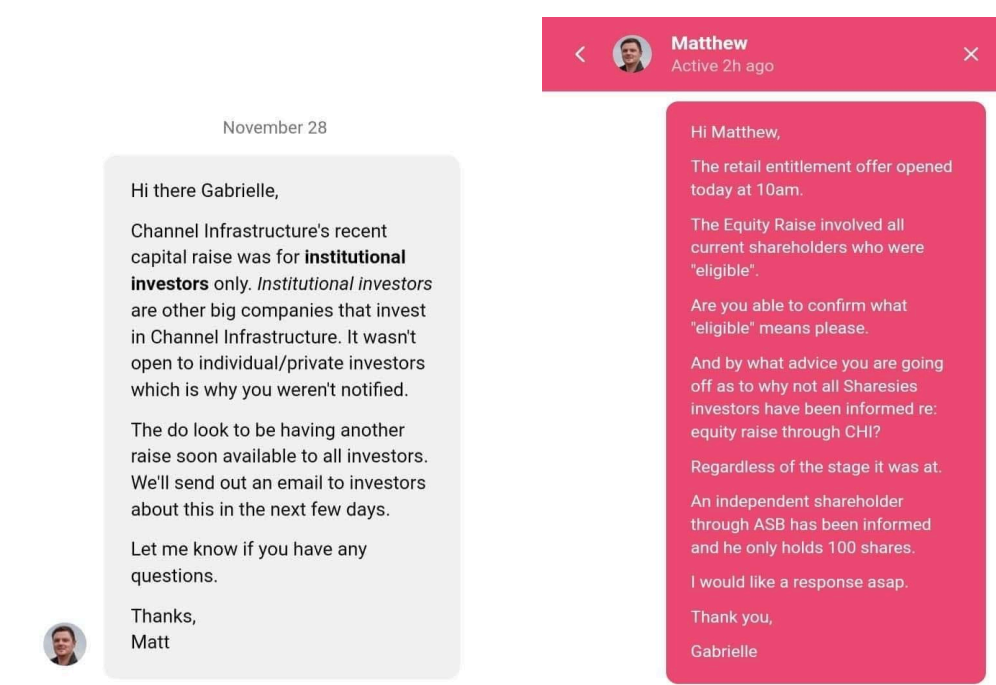 November 28
Hi there Gabrielle,
Channel Infrastructure's recent
capital raise was for institutional
investors only. Institutional investors
are other big companies that invest
in Channel Infrastructure. It wasn't
open to individual/private investors
which is why you weren't notified.
The do look to be having another
raise soon available to all investors.
We'll send out an email to investors
about this in the next few days.
Let me know if you have any
questions.
Thanks,
Matt
Matthew
Active 2h ago
Hi Matthew,
The retail entitlement offer opened
today at 10am.
The Equity Raise involved all
current shareholders who were
"eligible".
Are you able to confirm what
"eligible" means please.
And by what advice you are going
off as to why not all Sharesies
investors have been informed re:
equity raise through CHI?
Regardless of the stage it was at.
An independent shareholder
through ASB has been informed
and he only holds 100 shares.
I would like a response asap.
Thank you,
Gabrielle